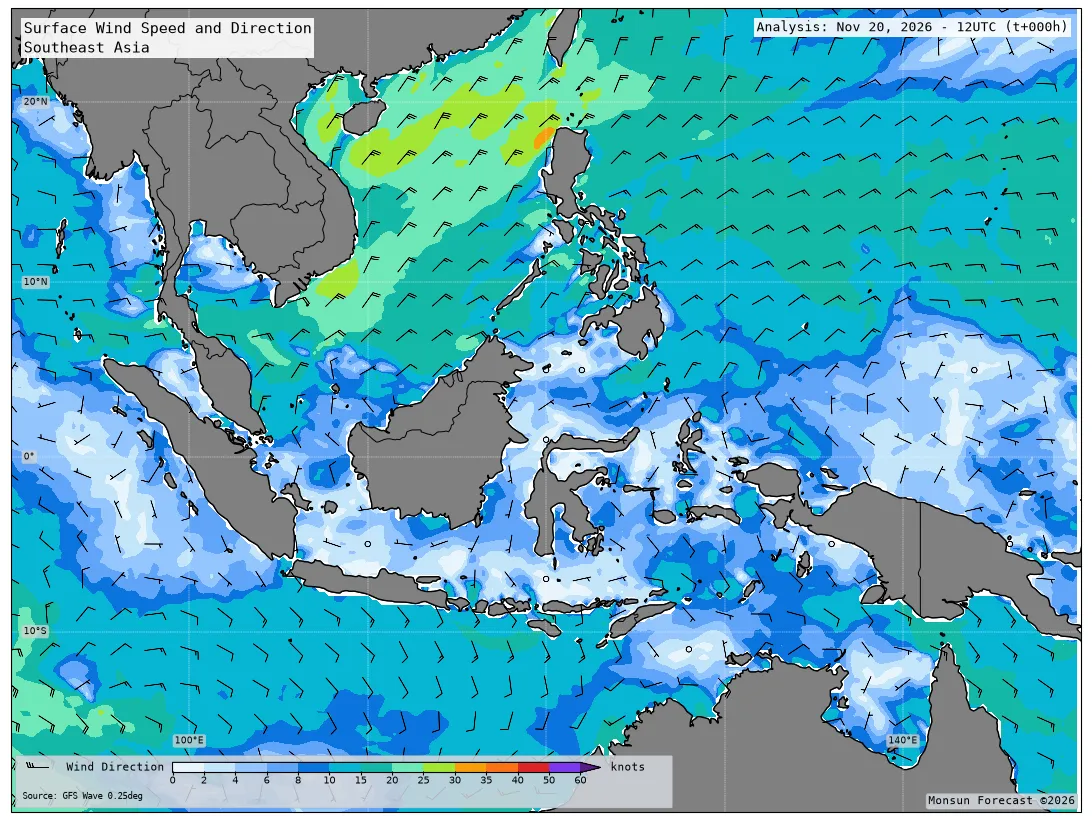 Surface Wind Speed and Direction
Southeast Asia
Analysis: Nov 20, 2026 - 12UTC (t+000h)
20°N
10°N
0°
10°S
100°E
140°E
Wind Direction
0 2 4 6 8 10 15 20 25 30 35 40 50 60
knots
Source: GFS Wave 0.25deg
Monsun Forecast ©2026